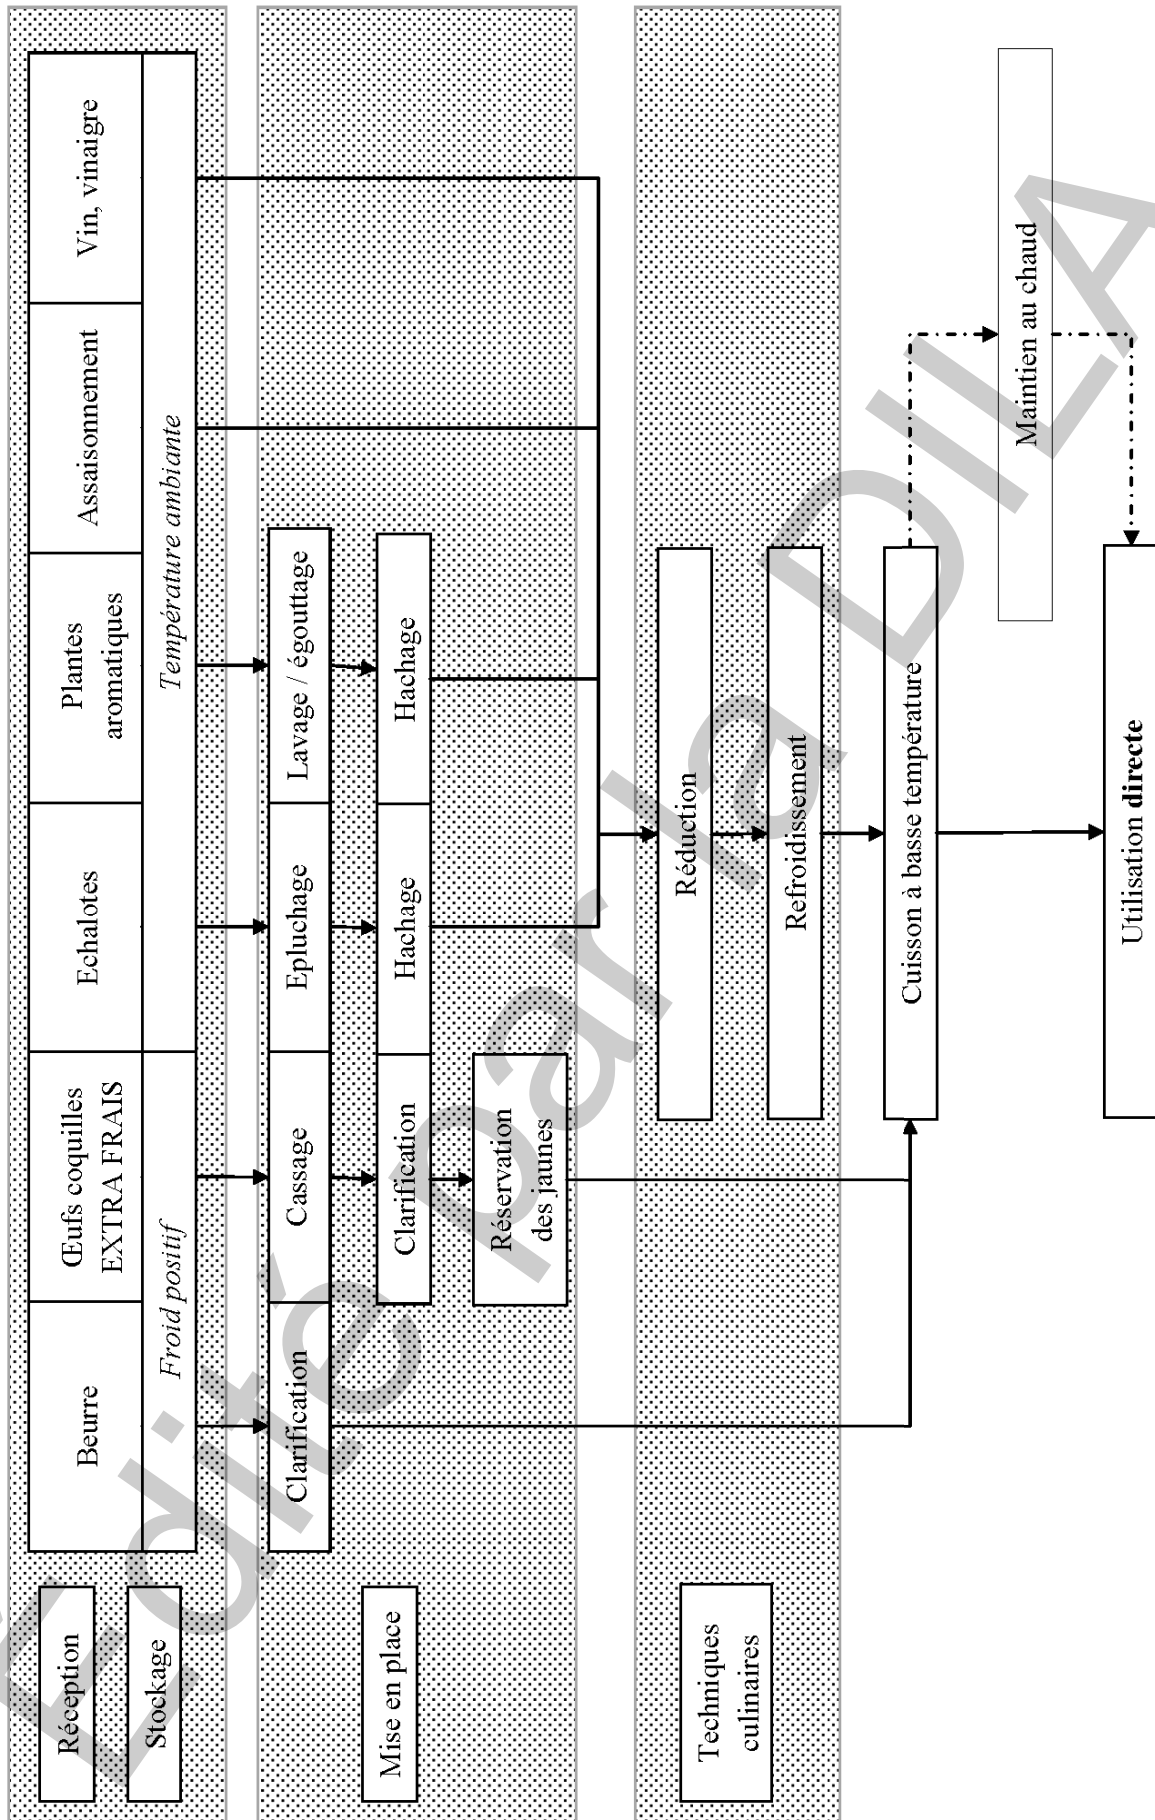 Réception
Stockage
Beurre
Œufs coquilles
EXTRA FRAIS
Echalotes
Plantes
aromatiques
Assaisonnement
Vin, vinaigre
Froid positif
Température ambiante
Mise en place
Clarification
Cassage
Epluchage
Lavage / égouttage
Clarification
Hachage
Hachage
Réservation
des jaunes
Techniques
culinaires
Réduction
Refroidissement
Cuisson à basse température
Maintien au chaud
Utilisation directe
Edité par la DILA